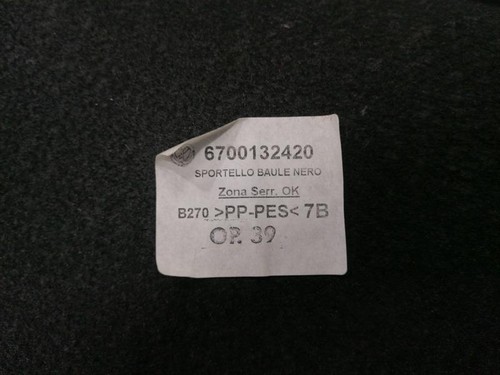 6700132420
SPORTELLO BAULE NERO
Zona Serr. OK
B270 >PP-PES< 7B
OP. 39